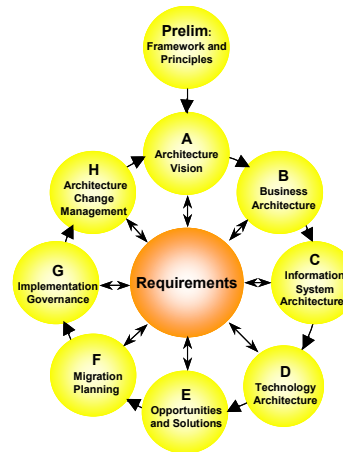 Prelim:
Framework and
Principles
A
Architecture
Vision
B
Business
Architecture
C
Information
System
Architecture
D
Technology
Architecture
E
Opportunities
and Solutions
F
Migration
Planning
G
Implementation
Governance
H
Architecture
Change
Management
Requirements